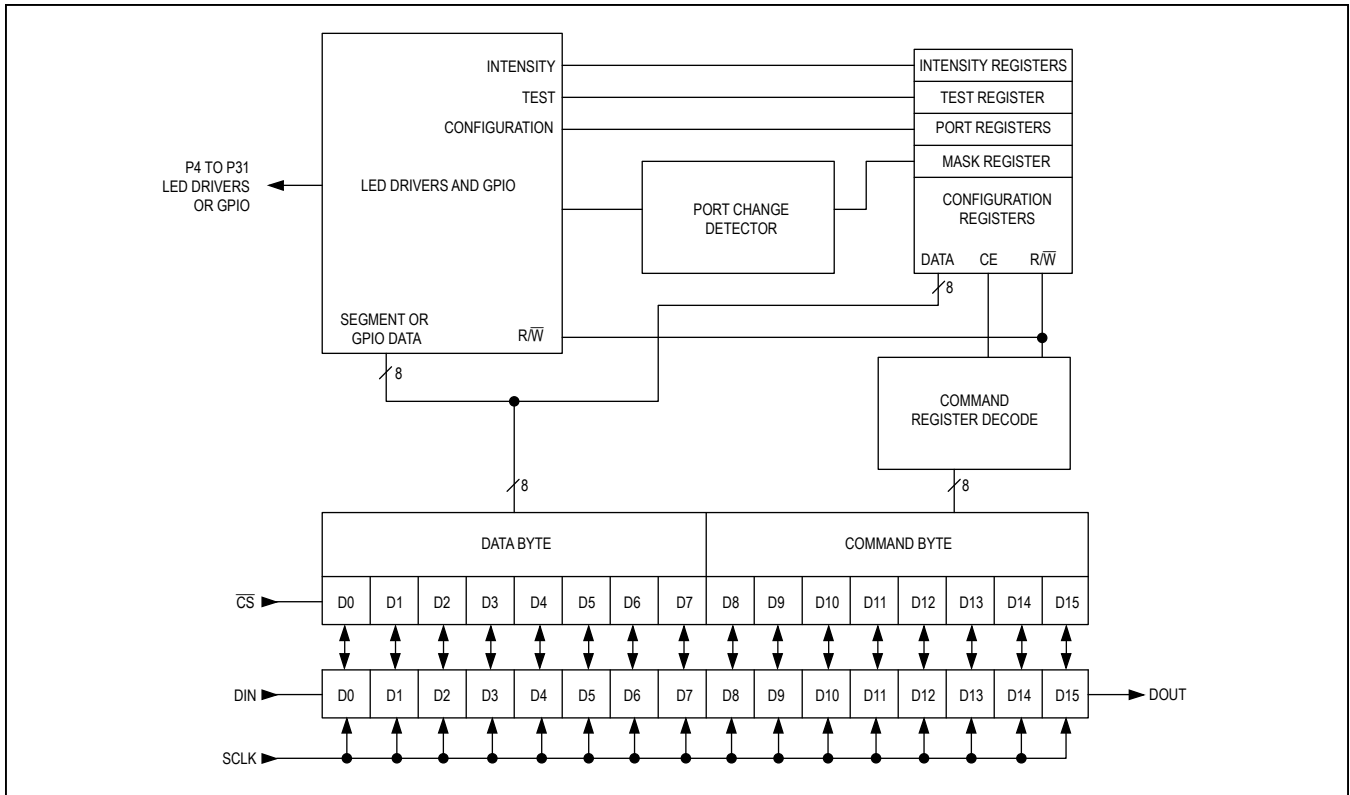 INTENSITY
TEST
CONFIGURATION
P4 TO P31
LED DRIVERS
OR GPIO
LED DRIVERS AND GPIO
SEGMENT OR
GPIO DATA
R/W̅
8
PORT CHANGE
DETECTOR
INTENSITY REGISTERS
TEST REGISTER
PORT REGISTERS
MASK REGISTER
CONFIGURATION
REGISTERS
DATA CE R/W̅
8
COMMAND
REGISTER DECODE
8
8
DATA BYTE COMMAND BYTE
C̅S̅ D0 D1 D2 D3 D4 D5 D6 D7 D8 D9 D10 D11 D12 D13 D14 D15
DIN D0 D1 D2 D3 D4 D5 D6 D7 D8 D9 D10 D11 D12 D13 D14 D15 DOUT
SCLK